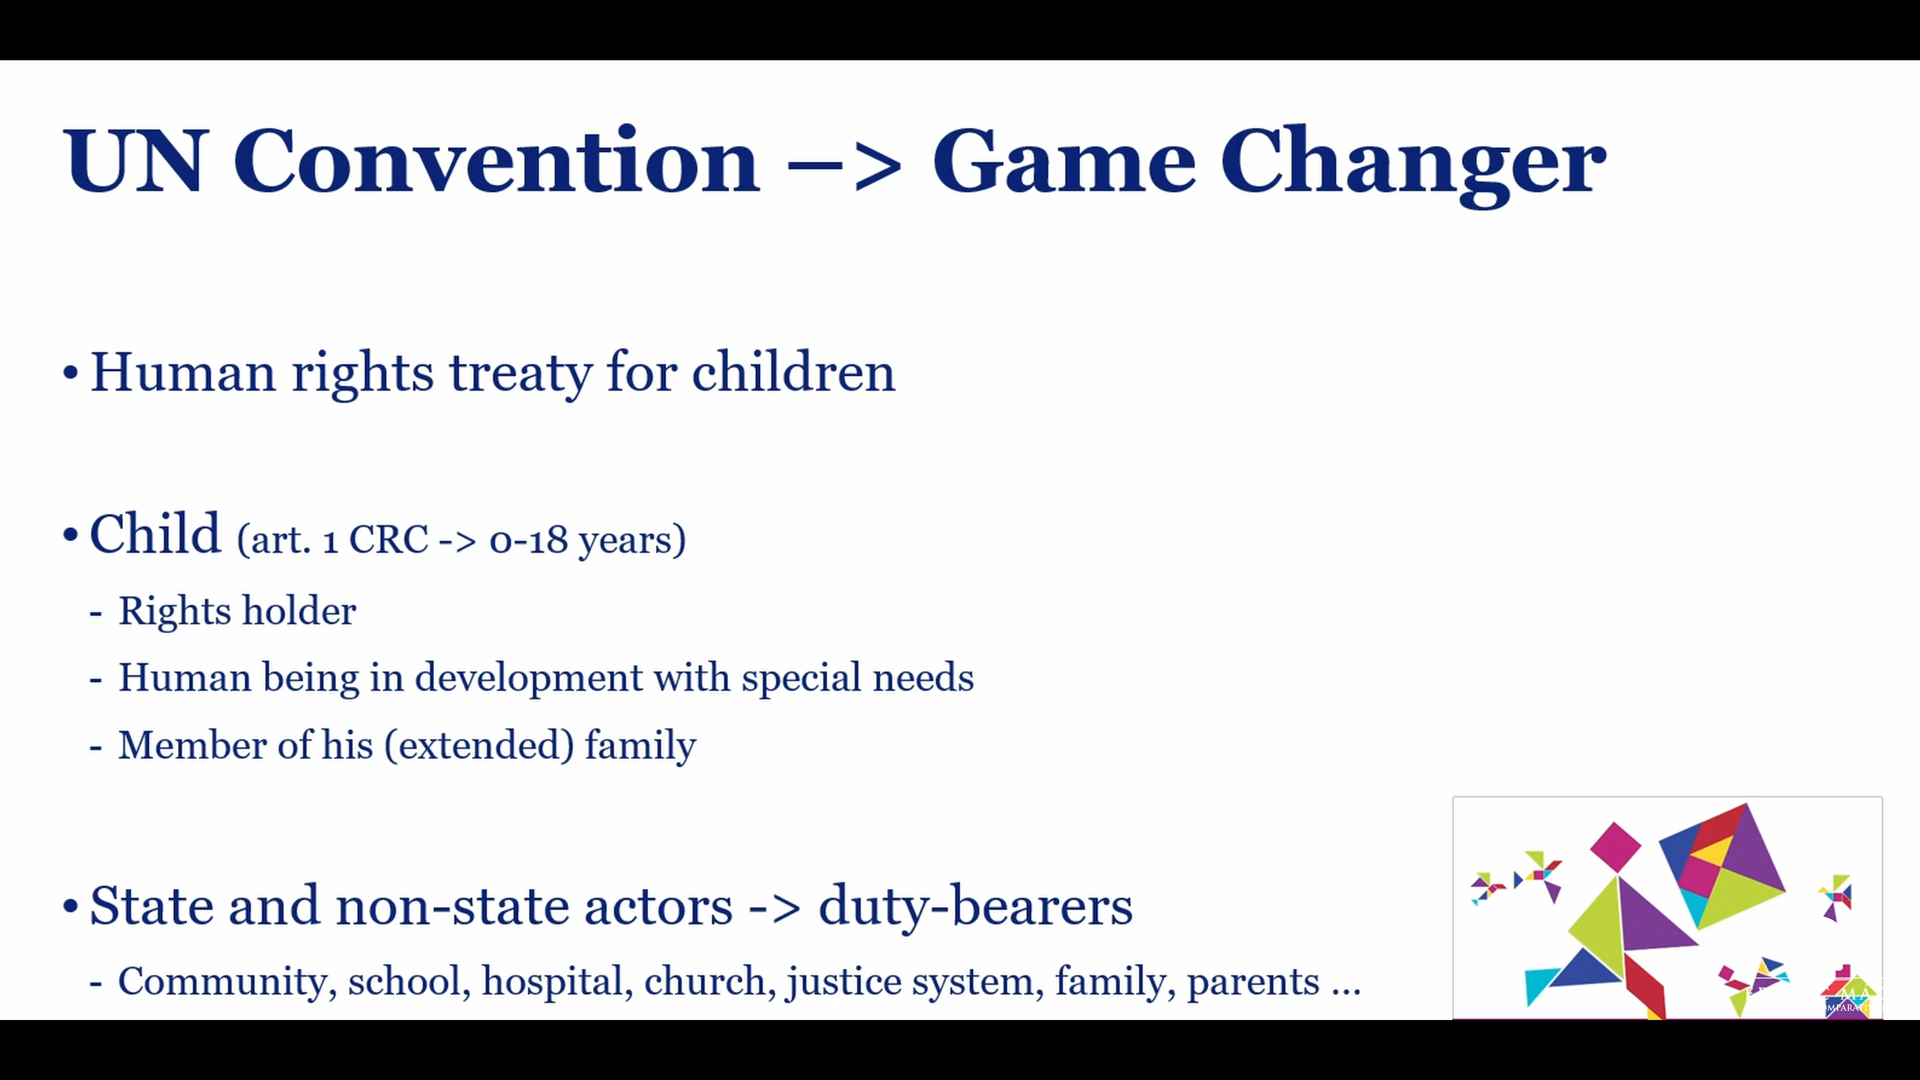 UN Convention –> Game Changer
• Human rights treaty for children
• Child (art. 1 CRC -> 0-18 years)
- Rights holder
- Human being in development with special needs
- Member of his (extended) family
• State and non-state actors -> duty-bearers
- Community, school, hospital, church, justice system, family, parents ...